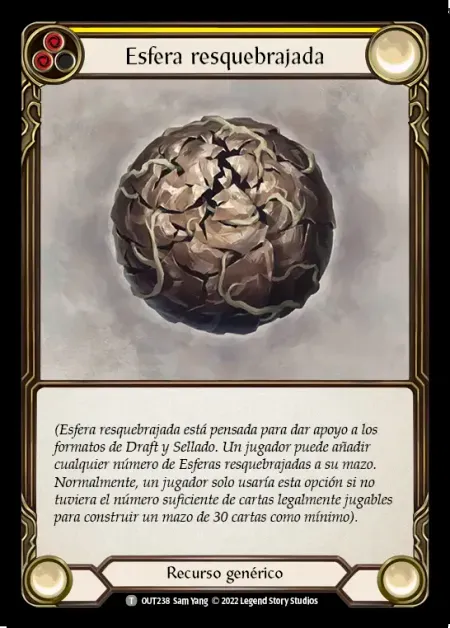 Esfera resquebrajada
(Esfera resquebrajada está pensada para dar apoyo a los
formatos de Draft y Sellado. Un jugador puede añadir
cualquier número de Esferas resquebrajadas a su mazo.
Normalmente, un jugador solo usaría esta opción si no
tuviera el número suficiente de cartas legalmente jugables
para construir un mazo de 30 cartas como mínimo).
Recurso genérico
T OUT238 Sam Yang © 2022 Legend Story Studios